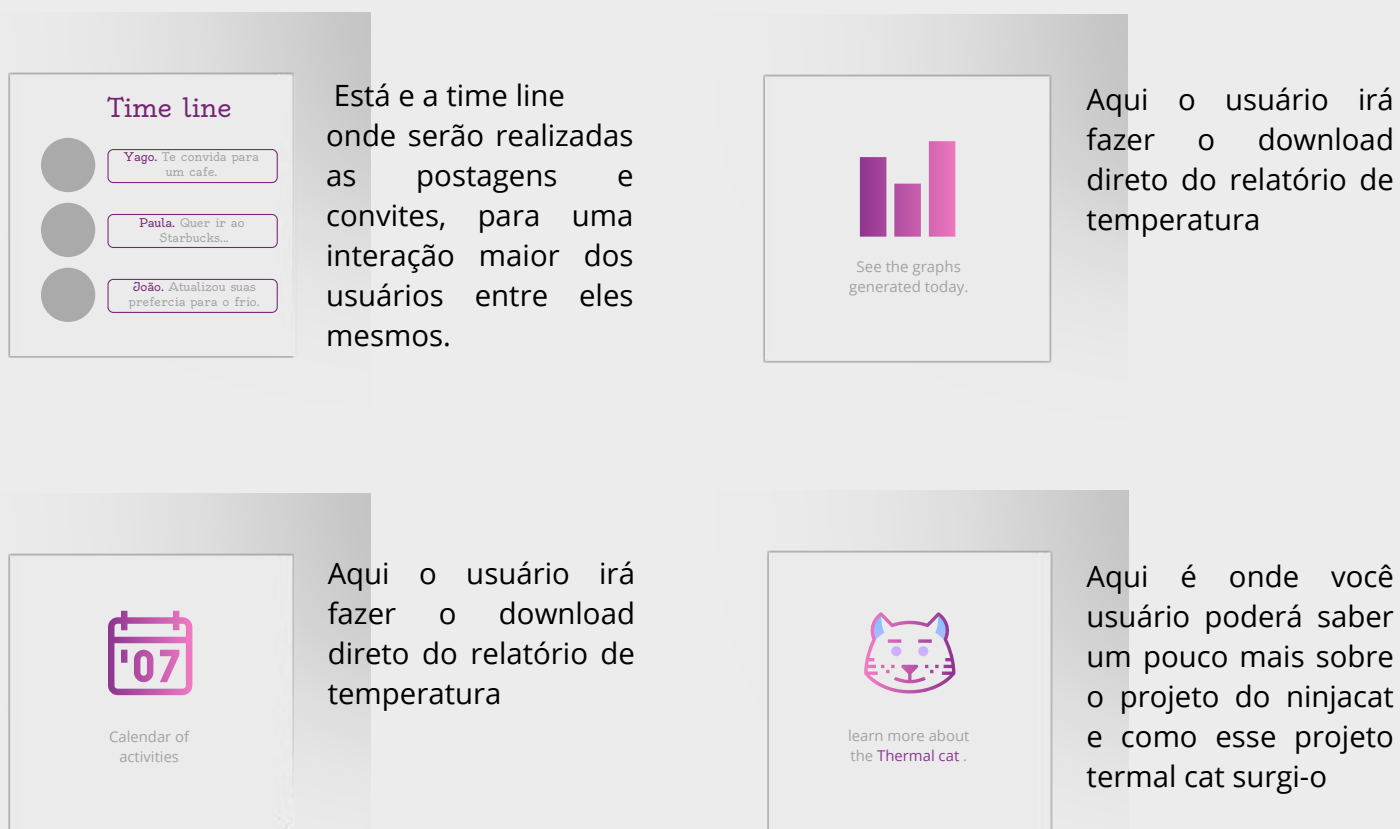 Time line
Yago. Te convida para
um cafe.
Paula. Quer ir ao
Starbucks...
João. Atualizou suas
prefercia para o frio.
Está e a time line
onde serão realizadas
as postagens e
convites, para uma
interação maior dos
usuários entre eles
mesmos.
See the graphs
generated today.
Aqui o usuário irá
fazer o download
direto do relatório de
temperatura
'07
Calendar of
activities
Aqui o usuário irá
fazer o download
direto do relatório de
temperatura
learn more about
the Thermal cat .
Aqui é onde você
usuário poderá saber
um pouco mais sobre
o projeto do ninjacat
e como esse projeto
termal cat surgi-o